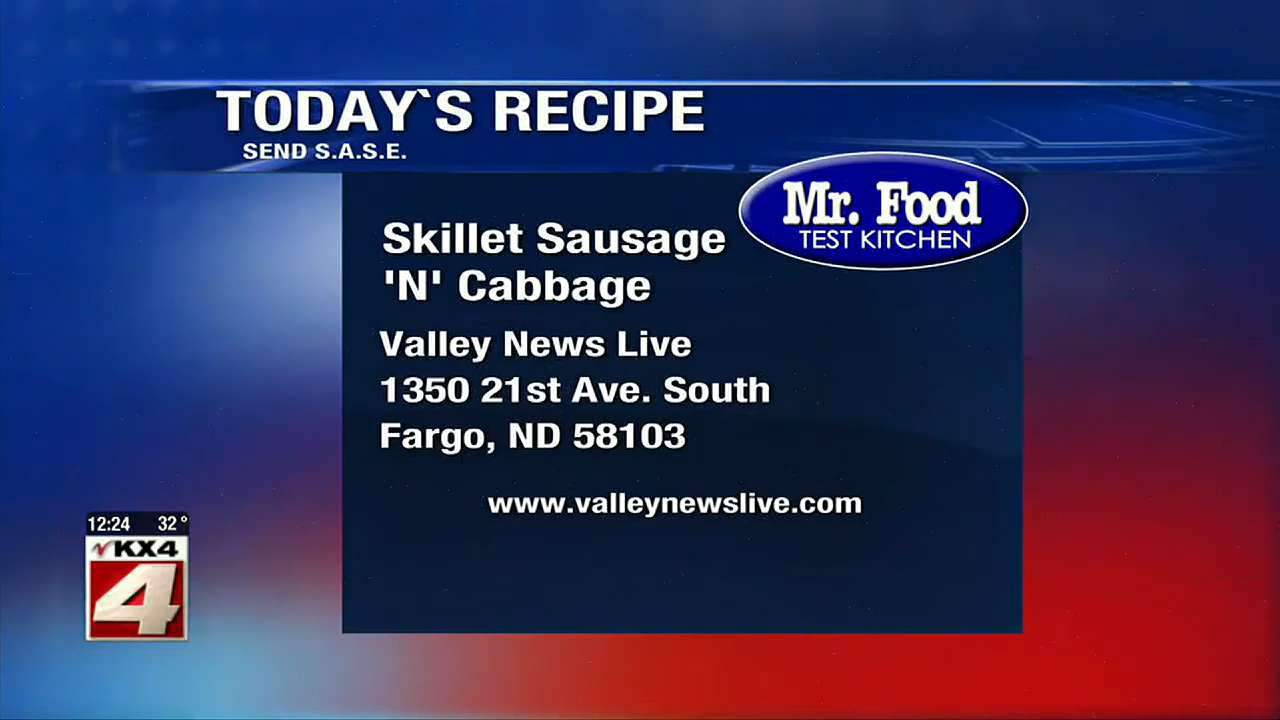 TODAY`S RECIPE
SEND S.A.S.E.
Mr. Food
TEST KITCHEN
Skillet Sausage
'N' Cabbage
Valley News Live
1350 21st Ave. South
Fargo, ND 58103
www.valleynewslive.com
12:24 32°
KX4
4